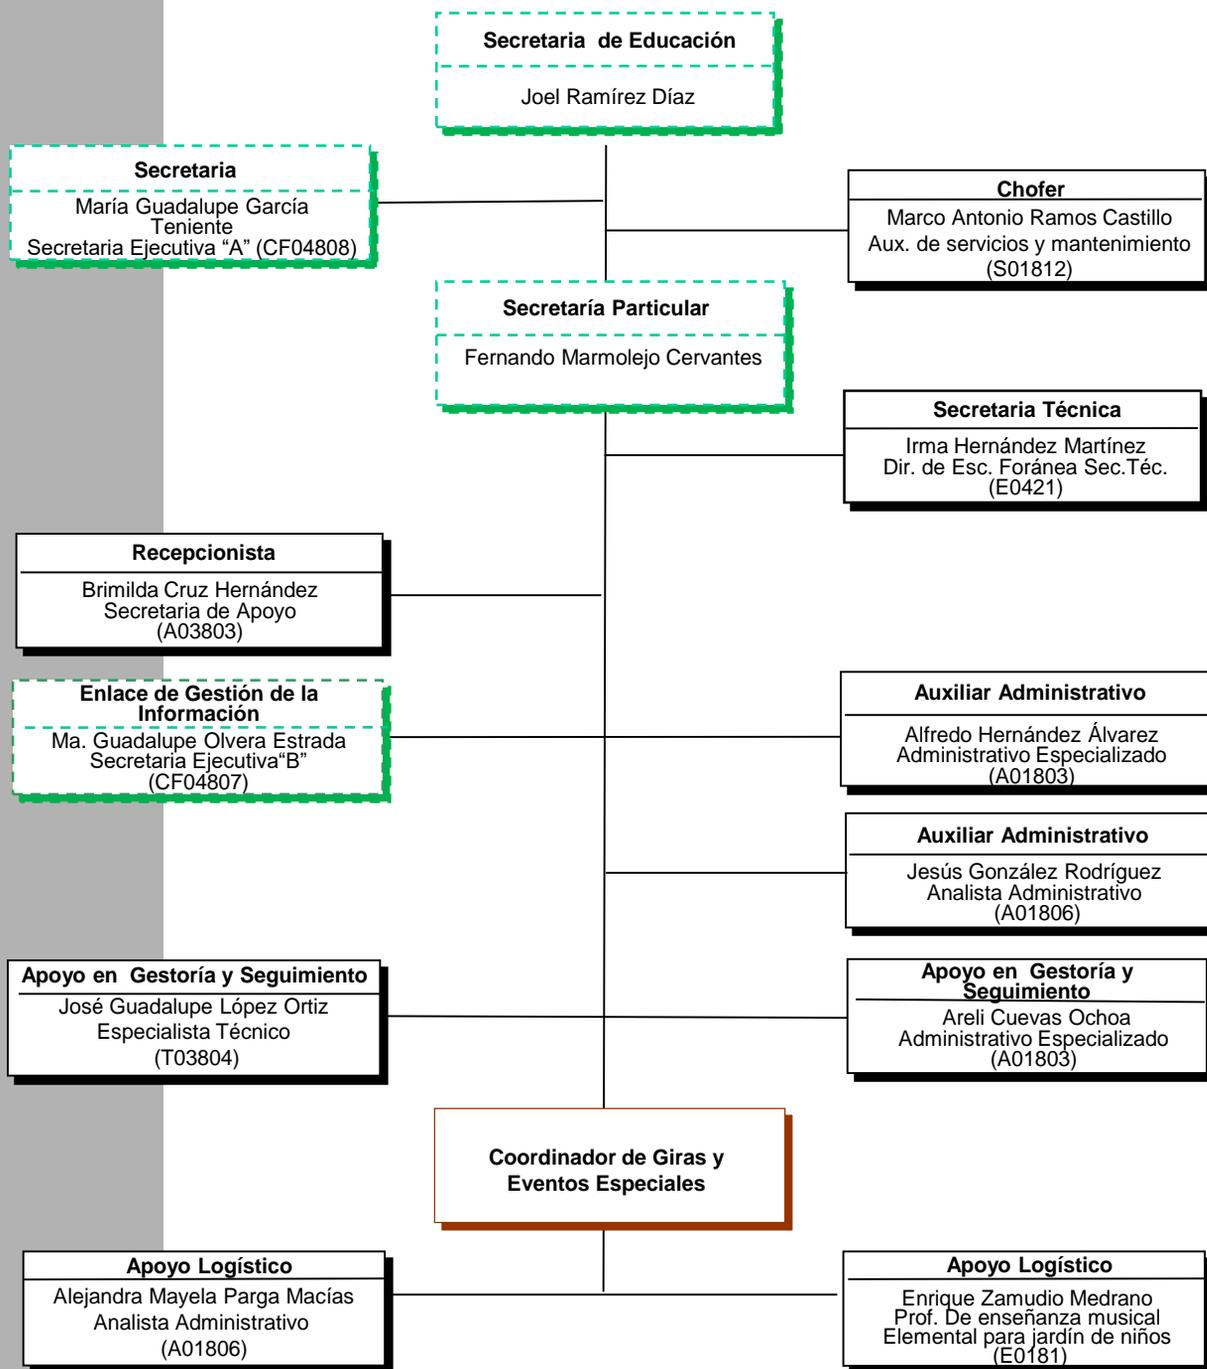 Secretaria de Educación
Joel Ramírez Díaz
Secretaria
María Guadalupe García
Teniente
Secretaria Ejecutiva “A” (CF04808)
Chofer
Marco Antonio Ramos Castillo
Aux. de servicios y mantenimiento
(S01812)
Secretaría Particular
Fernando Marmolejo Cervantes
Secretaria Técnica
Irma Hernández Martínez
Dir. de Esc. Foránea Sec.Téc.
(E0421)
Recepcionista
Brimilda Cruz Hernández
Secretaria de Apoyo
(A03803)
Enlace de Gestión de la
Información
Ma. Guadalupe Olvera Estrada
Secretaria Ejecutiva“B”
(CF04807)
Auxiliar Administrativo
Alfredo Hernández Álvarez
Administrativo Especializado
(A01803)
Auxiliar Administrativo
Jesús González Rodríguez
Analista Administrativo
(A01806)
Apoyo en Gestoría y Seguimiento
José Guadalupe López Ortiz
Especialista Técnico
(T03804)
Apoyo en Gestoría y
Seguimiento
Areli Cuevas Ochoa
Administrativo Especializado
(A01803)
Coordinador de Giras y
Eventos Especiales
Apoyo Logístico
Alejandra Mayela Parga Macías
Analista Administrativo
(A01806)
Apoyo Logístico
Enrique Zamudio Medrano
Prof. De enseñanza musical
Elemental para jardín de niños
(E0181)